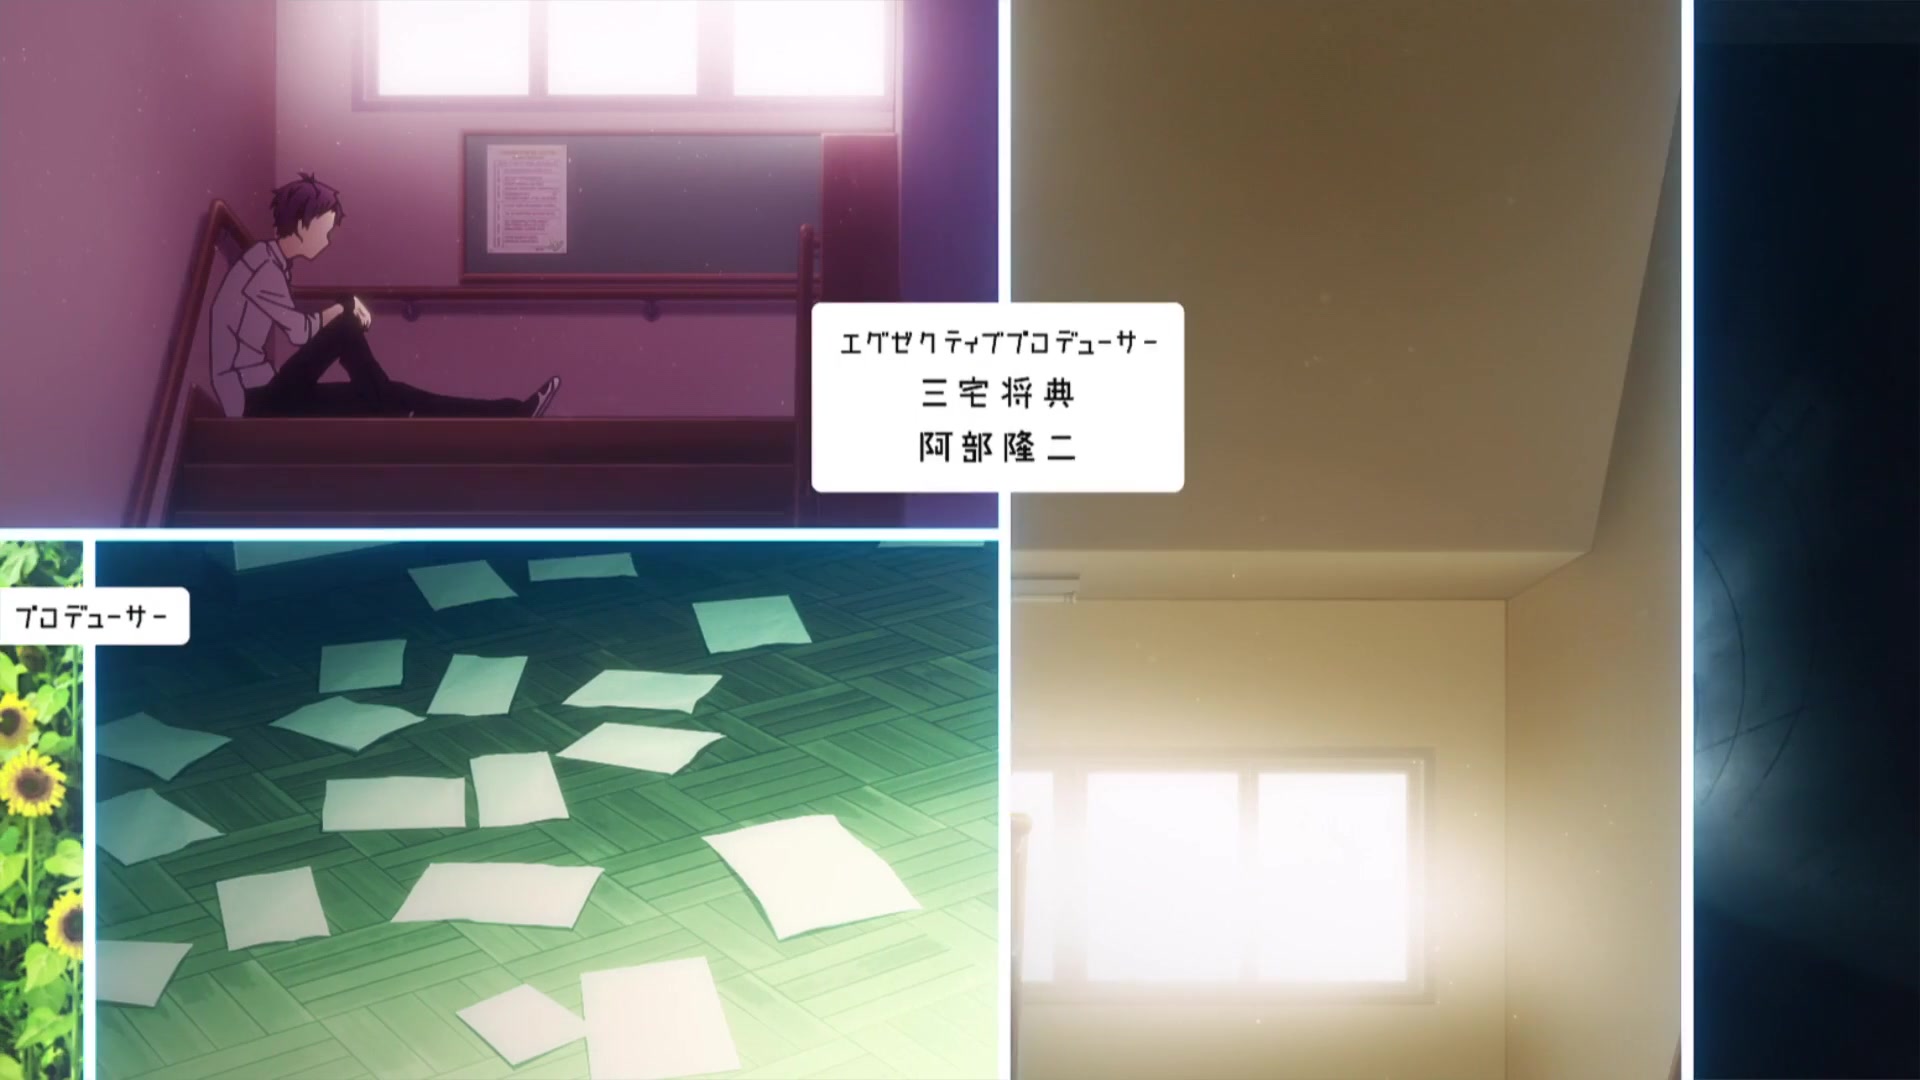 エグゼクティブプロデューサー
三宅将典
阿部隆二
プロデューサー